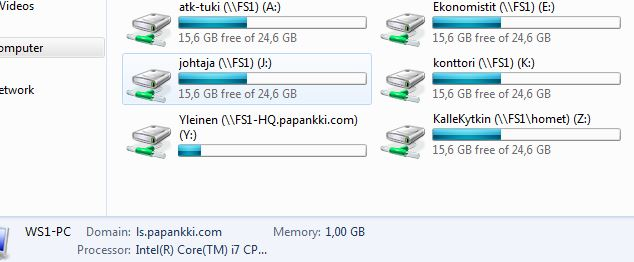 Videos
omputer
etwork
atk-tuki (\\FS1) (A:)
15,6 GB free of 24,6 GB
Ekonomistit (\\FS1) (E:)
15,6 GB free of 24,6 GB
johtaja (\\FS1) (J:)
15,6 GB free of 24,6 GB
konttori (\\FS1) (K:)
15,6 GB free of 24,6 GB
Yleinen (\\FS1-HQ.papankki.com)
(Y:)
KalleKytkin (\\FS1\homet) (Z:)
15,6 GB free of 24,6 GB
WS1-PC Domain: ls.papankki.com Memory: 1,00 GB
Processor: Intel(R) Core(TM) i7 CP...